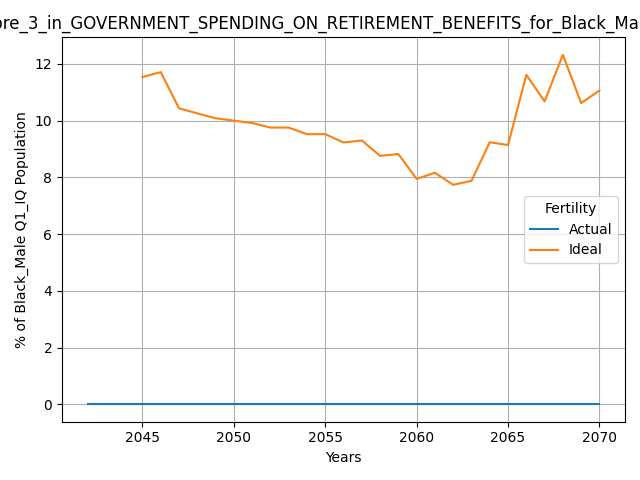 ore_3_in_GOVERNMENT_SPENDING_ON_RETIREMENT_BENEFITS_for_Black_Ma
% of Black_Male Q1_IQ Population
12
10
8
6
4
2
0
Fertility
Actual
Ideal
2045 2050 2055 2060 2065 2070
Years